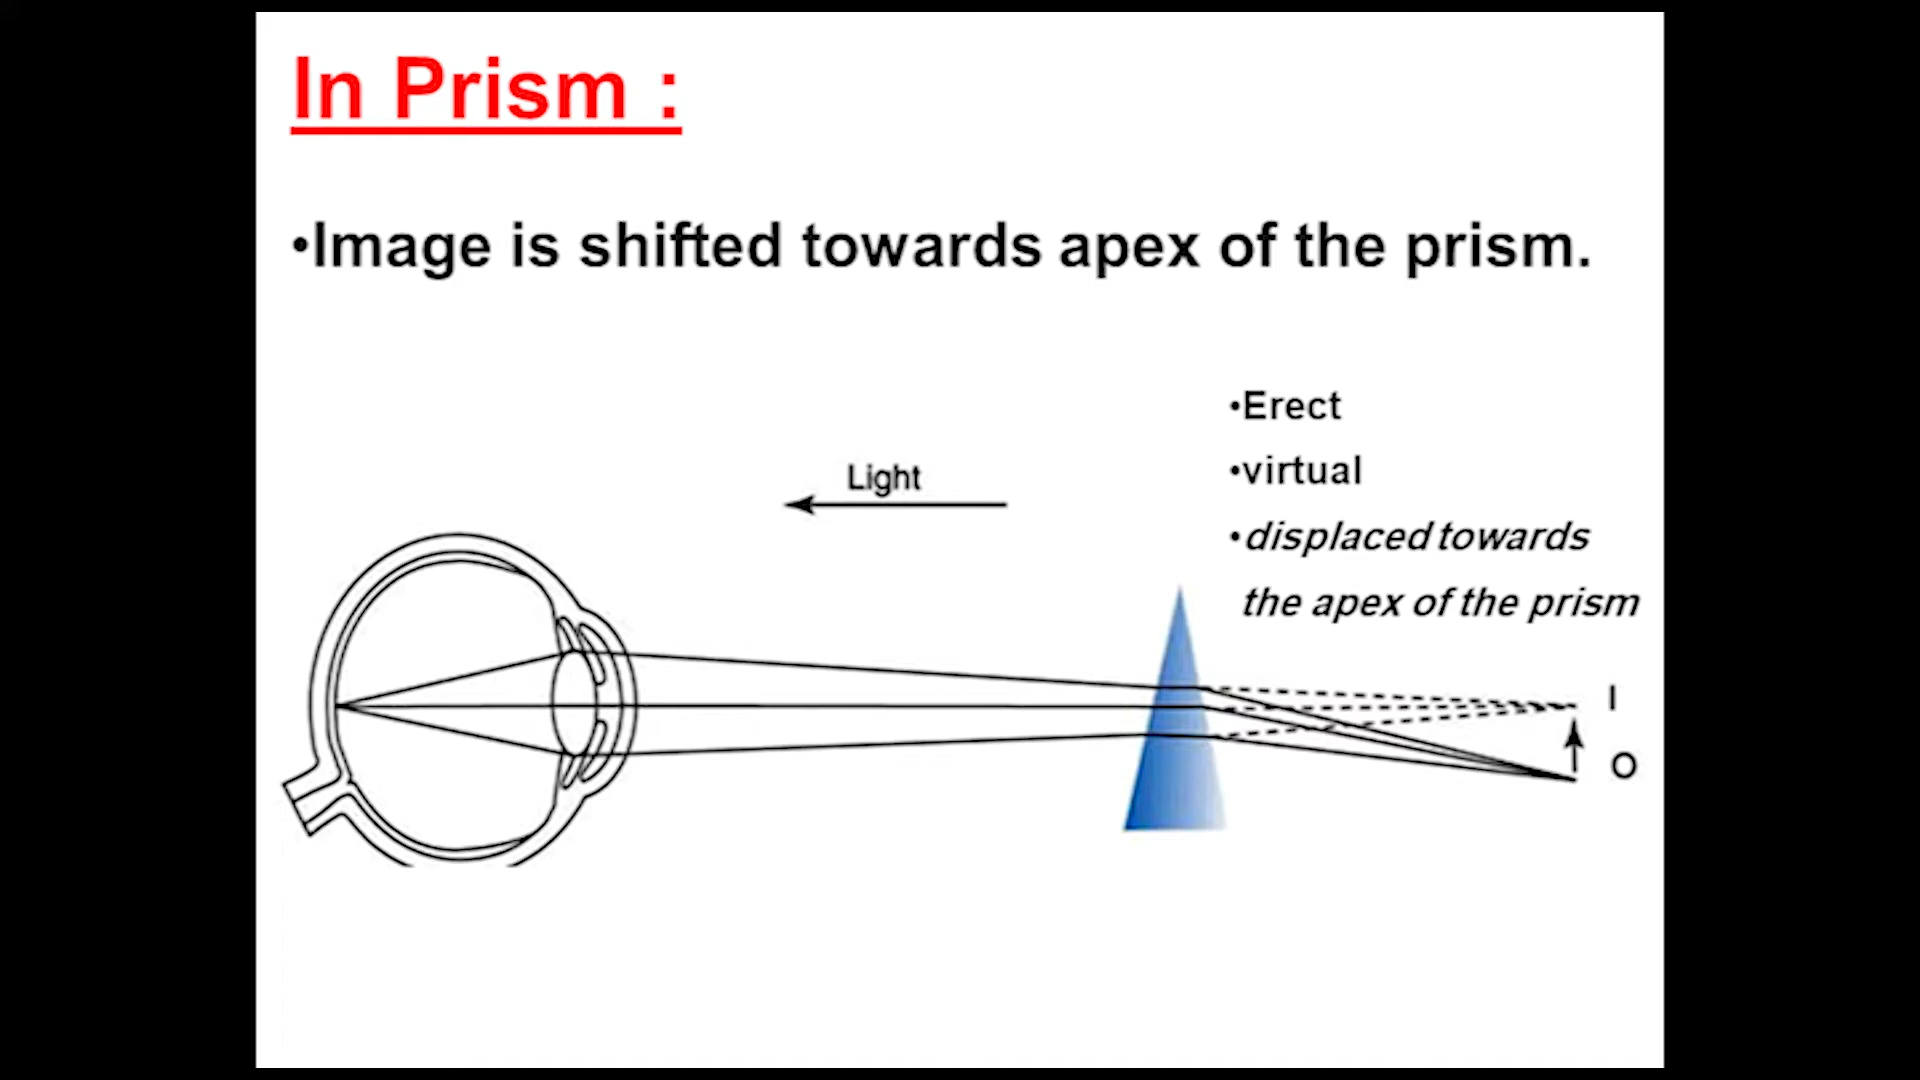 In Prism :
•Image is shifted towards apex of the prism.
•Erect
•virtual
•displaced towards
the apex of the prism
Light
I
O